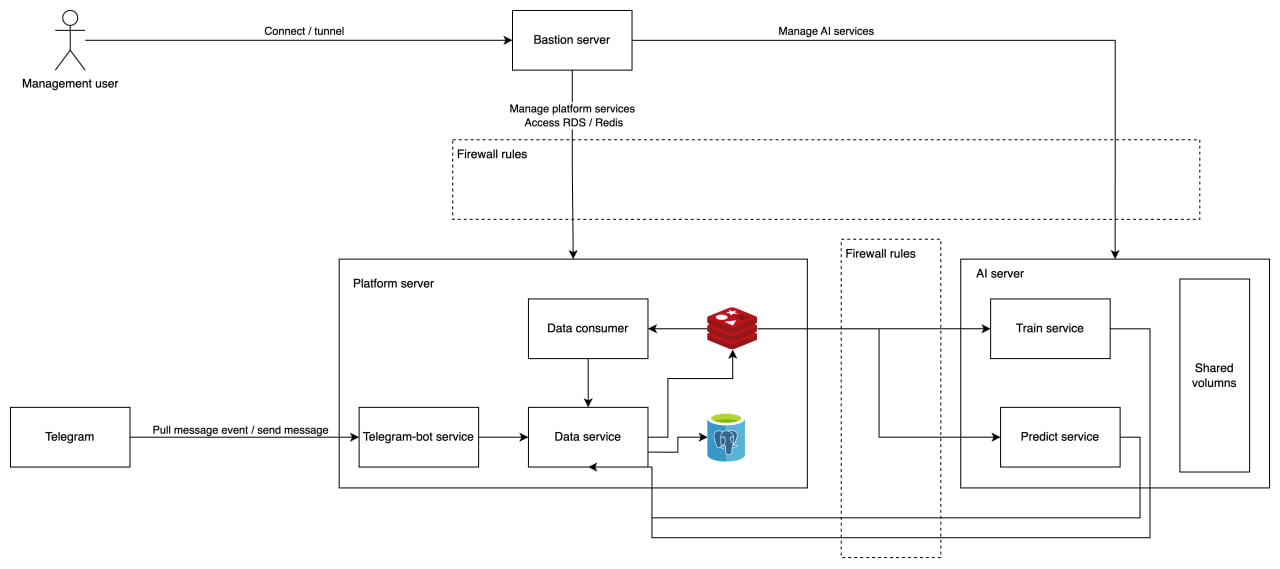 Connect / tunnel
Bastion server
Manage AI services
Management user
Manage platform services
Access RDS / Redis
Firewall rules
Firewall rules
Platform server
AI server
Data consumer
Train service
Shared
volumns
Telegram
Pull message event / send message
Telegram-bot service
Data service
Predict service